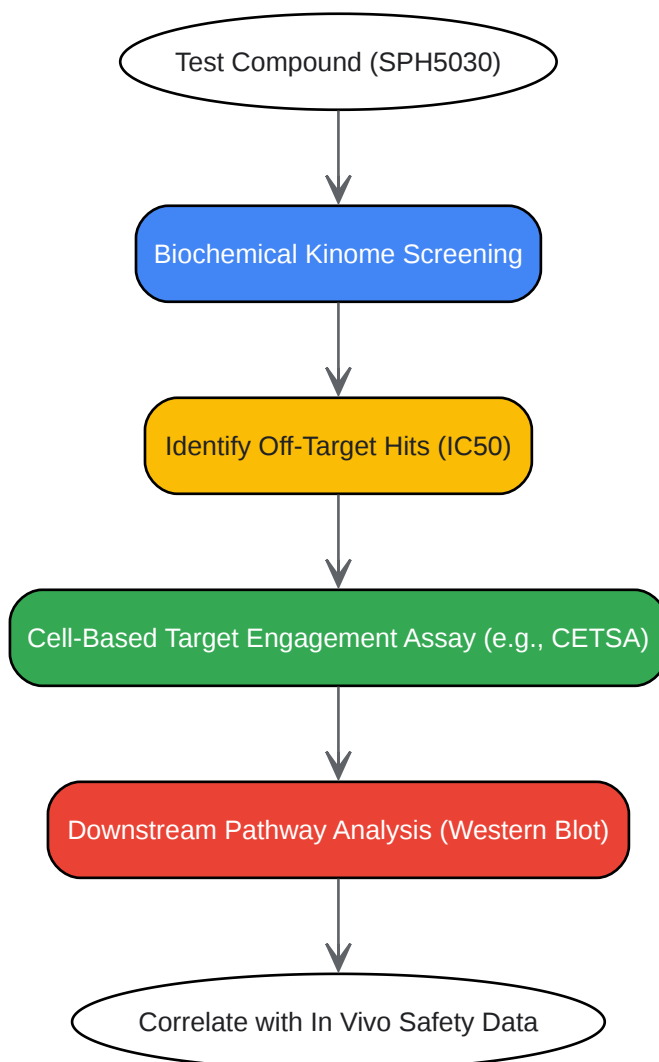 Test Compound (SPH5030)
Biochemical Kinome Screening
Identify Off-Target Hits (IC50)
Cell-Based Target Engagement Assay (e.g., CETSA)
Downstream Pathway Analysis (Western Blot)
Correlate with In Vivo Safety Data